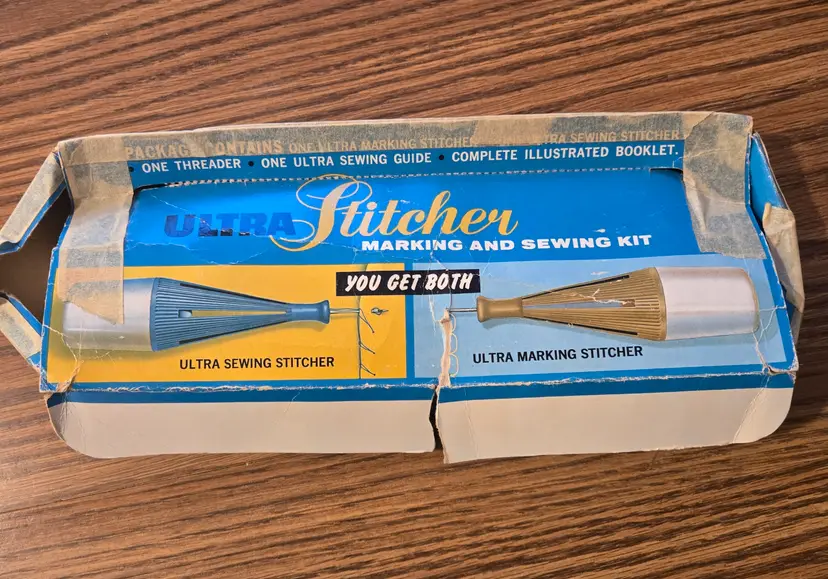 PACKAGE CONTAINS ONE ULTRA MARKING STITCHER ULTRA SEWING STITCHER
• ONE THREADER • ONE ULTRA SEWING GUIDE • COMPLETE ILLUSTRATED BOOKLET.
ULTRA Stitcher
MARKING AND SEWING KIT
YOU GET BOTH
ULTRA SEWING STITCHER
ULTRA MARKING STITCHER